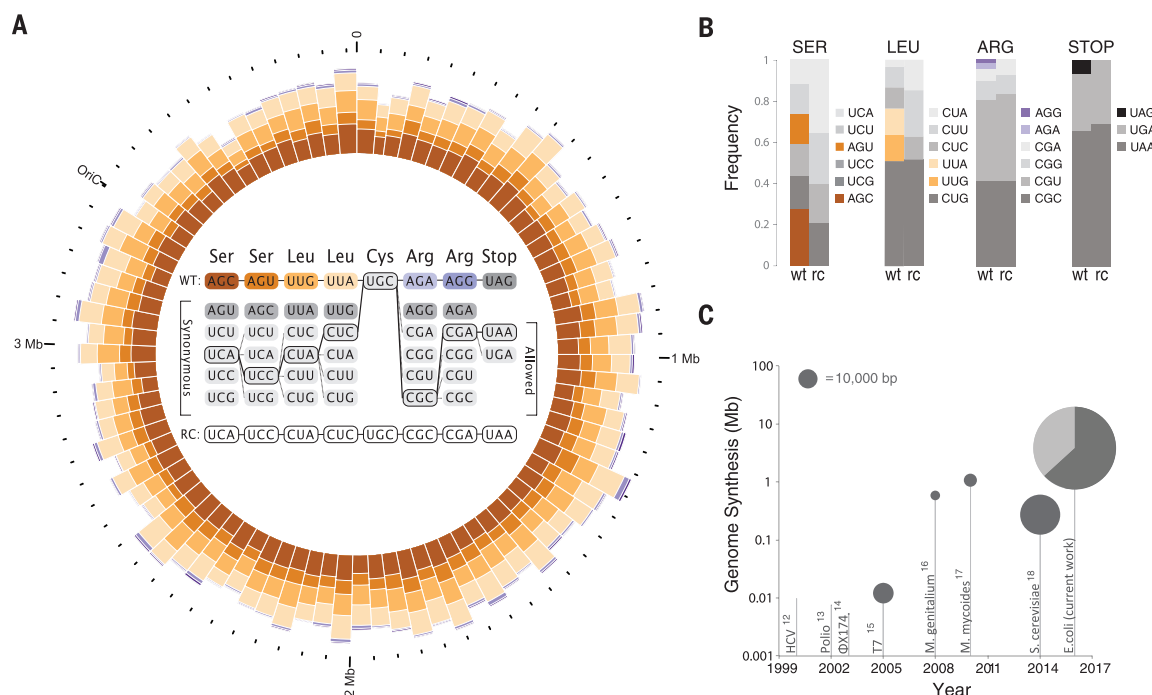 A
0
OriC
3 Mb
1 Mb
2 Mb
Ser Ser Leu Leu Cys Arg Arg Stop
WT: AGC AGU UUG UUA UGC AGA AGG UAG
Synonymous
AGU AGC UUA UUG AGG AGA
UCU UCU CUC CUC CGA CGA UAA
UCA UCA CUA CUA CGG CGG UGA
UCC UCC CUU CUU CGU CGU
UCG UCG CUG CUG CGC CGC
Allowed
RC: UCA UCC CUA CUC UGC CGC CGA UAA
B
SER LEU ARG STOP
Frequency
1
0.8
0.6
0.4
0.2
0
wt rc wt rc wt rc wt rc
UCA
UCU
AGU
UCC
UCG
AGC
CUA
CUU
CUC
UUA
UUG
CUG
AGG
AGA
CGA
CGG
CGU
CGC
UAG
UGA
UAA
C
Genome Synthesis (Mb)
100
10
1
0.1
0.01
0.001
=10,000 bp
HCV 12
Polio 13
ΦX174. 14
T7 15
M. genitalium 16
M. mycoides 17
S. cerevisiae 18
E.coli (current work)
1999 2002 2005 2008 2011 2014 2017
Year